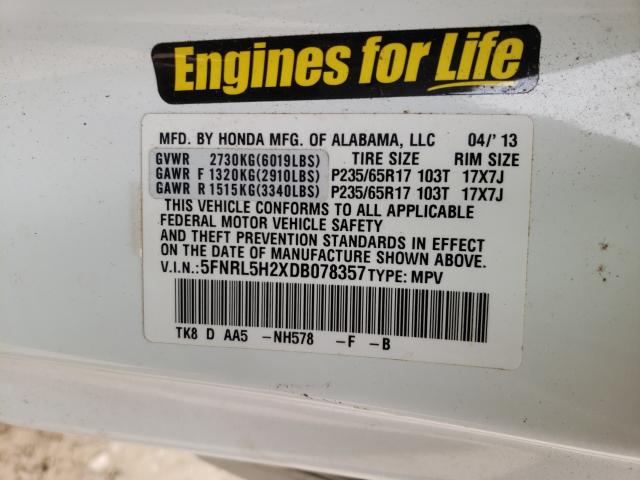 Engines for Life
MFD. BY HONDA MFG. OF ALABAMA, LLC 04/'13
GVWR 2730KG(6019LBS) TIRE SIZE RIM SIZE
GAWR F 1320KG(2910LBS) P235/65R17 103T 17X7J
GAWR R 1515KG(3340LBS) P235/65R17 103T 17X7J
THIS VEHICLE CONFORMS TO ALL APPLICABLE
FEDERAL MOTOR VEHICLE SAFETY
AND THEFT PREVENTION STANDARDS IN EFFECT
ON THE DATE OF MANUFACTURE SHOWN ABOVE.
V.I.N.:5FNRL5H2XDB078357 TYPE: MPV
TK8 D AA5 -NH578 -F -B